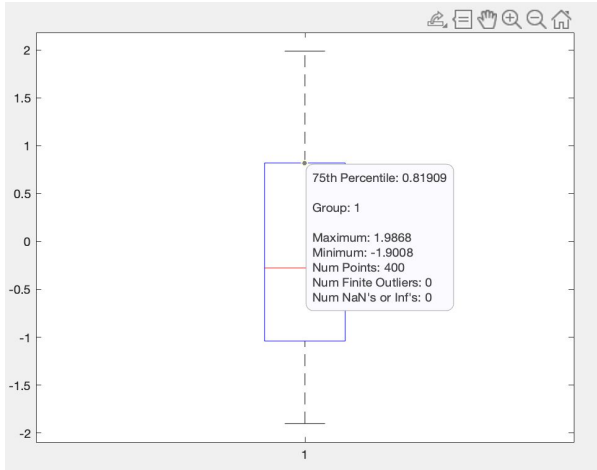 2
1.5
1
0.5
0
-0.5
-1
-1.5
-2
75th Percentile: 0.81909
Group: 1
Maximum: 1.9868
Minimum: -1.9008
Num Points: 400
Num Finite Outliers: 0
Num NaN's or Inf's: 0
1